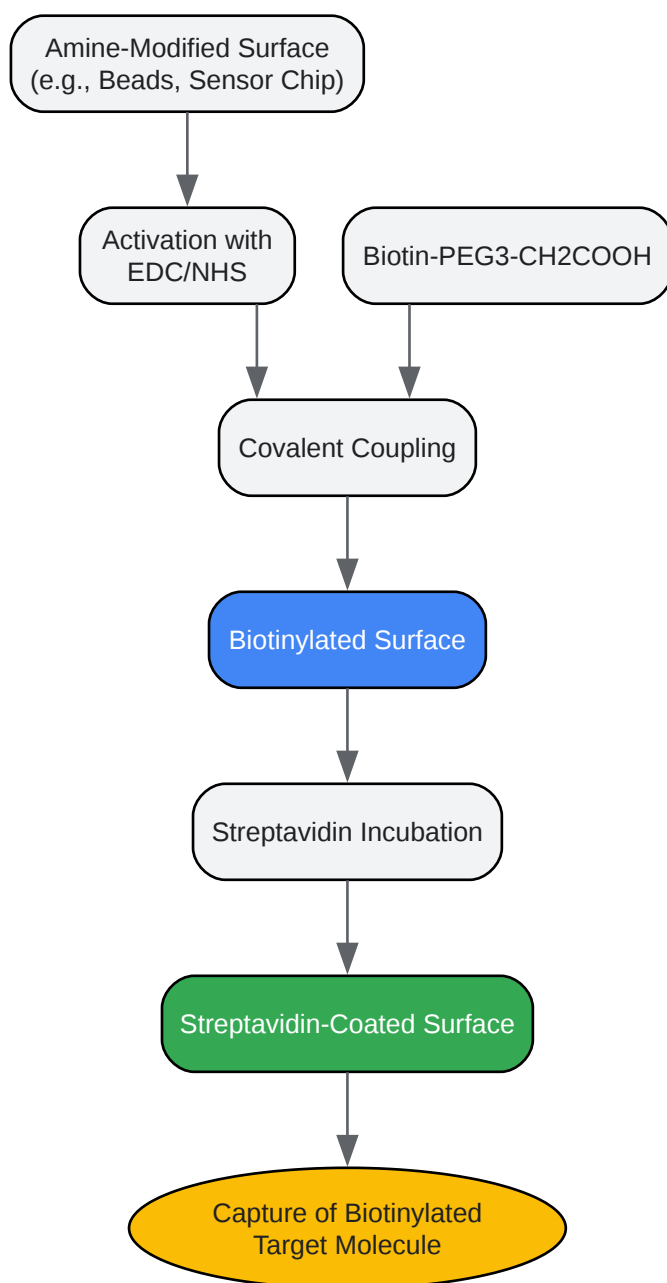 Amine-Modified Surface
(e.g., Beads, Sensor Chip)
Activation with
EDC/NHS
Biotin-PEG3-CH2COOH
Covalent Coupling
Biotinylated Surface
Streptavidin Incubation
Streptavidin-Coated Surface
Capture of Biotinylated
Target Molecule